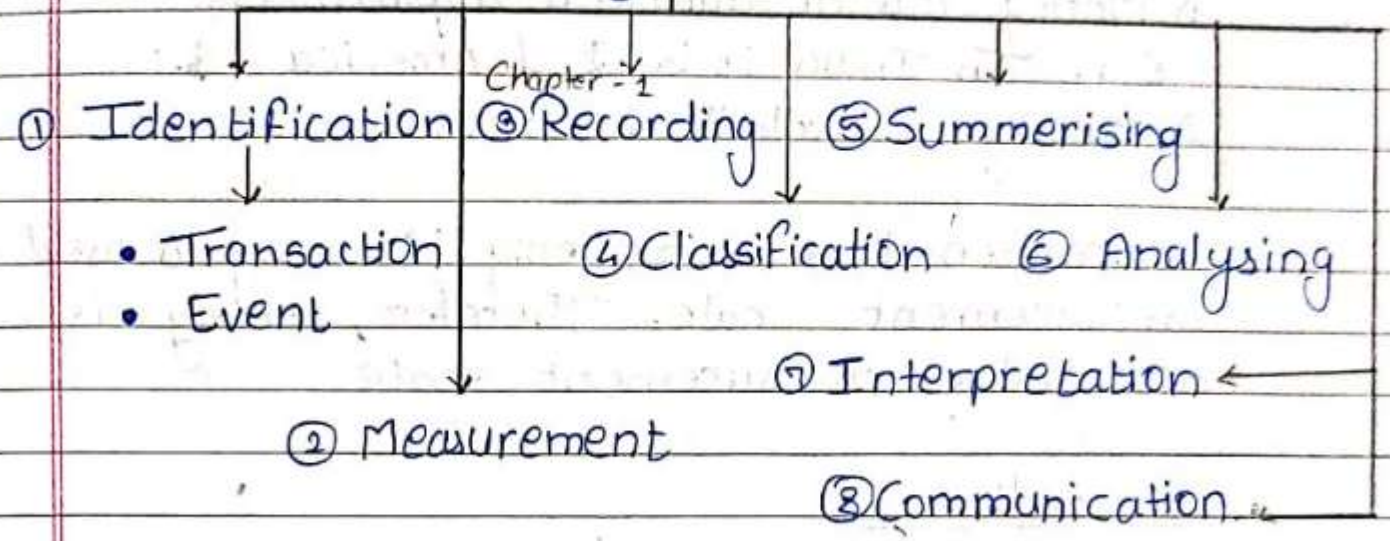 Chapter - 1
① Identification ③ Recording ⑤ Summerising
• Transaction ④ Classification ⑥ Analysing
• Event
⑦ Interpretation
② Measurement
⑧ Communication